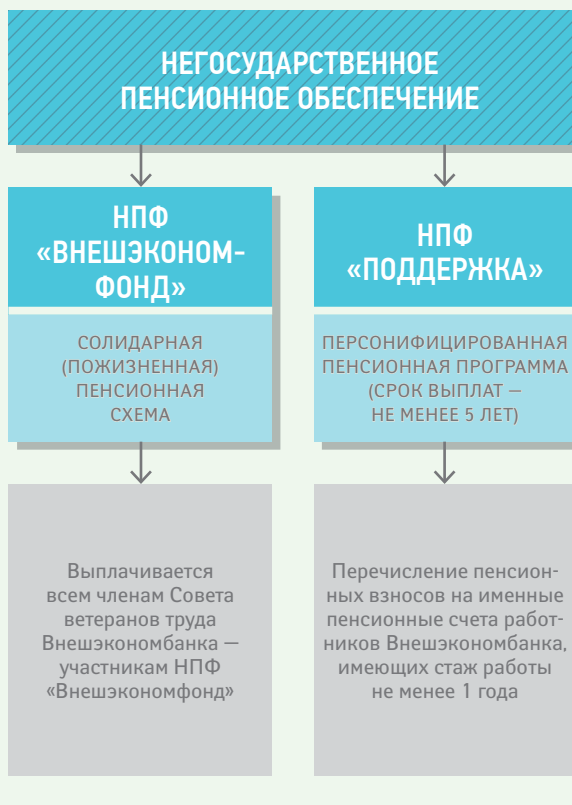 НЕГОСУДАРСТВЕННОЕ
ПЕНСИОННОЕ ОБЕСПЕЧЕНИЕ
НПФ
«ВНЕШЭКОНОМ-
ФОНД»
СОЛИДАРНАЯ
(ПОЖИЗНЕННАЯ)
ПЕНСИОННАЯ
СХЕМА
Выплачивается
всем членам Совета
ветеранов труда
Внешэкономбанка —
участникам НПФ
«Внешэкономфонд»
НПФ
«ПОДДЕРЖКА»
ПЕРСОНИФИЦИРОВАННАЯ
ПЕНСИОННАЯ ПРОГРАММА
(СРОК ВЫПЛАТ —
НЕ МЕНЕЕ 5 ЛЕТ)
Перечисление пенсион-
ных взносов на именные
пенсионные счета работ-
ников Внешэкономбанка,
имеющих стаж работы
не менее 1 года